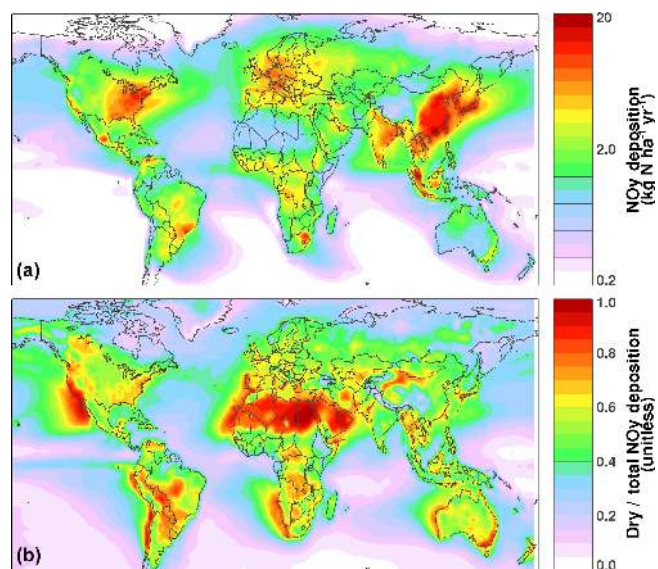 20
2.0
0.2
NOy deposition
(kg N ha⁻¹ yr⁻¹)
(a)
1.0
0.8
0.6
0.4
0.2
0.0
Dry / total NOy deposition
(unitless)
(b)